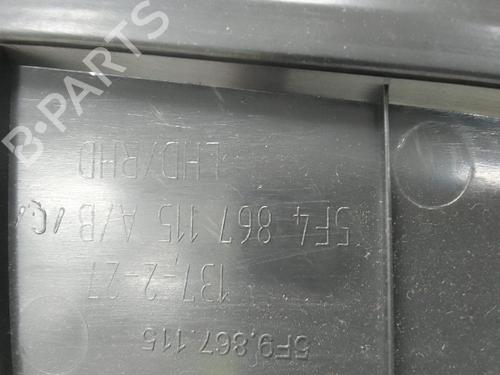 5F9.867.115
137-2-27
5F4 867 115 A/B/C
LHD/RHD
B-PARTS